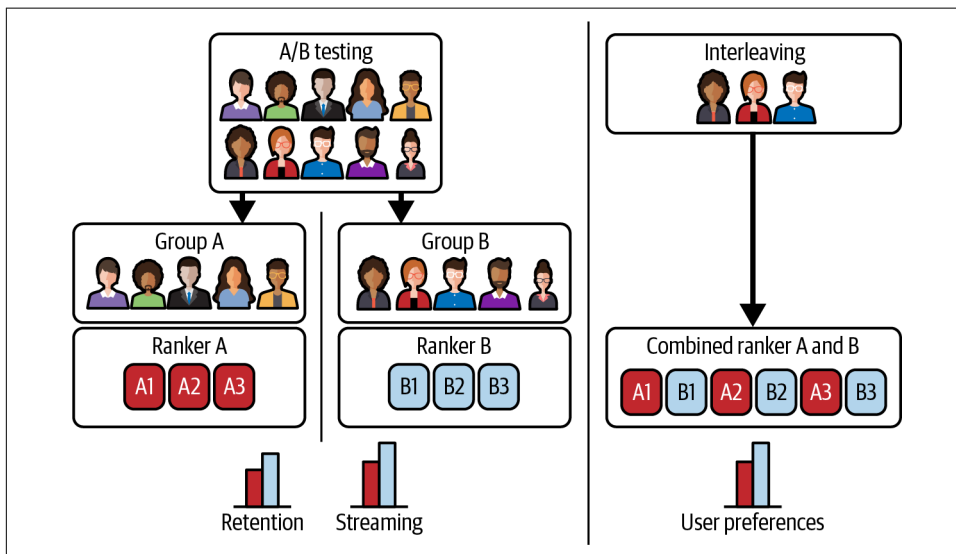 A/B testing
Interleaving
Group A
Group B
Ranker A
Ranker B
Combined ranker A and B
A1 A2 A3
B1 B2 B3
A1 B1 A2 B2 A3 B3
Retention
Streaming
User preferences